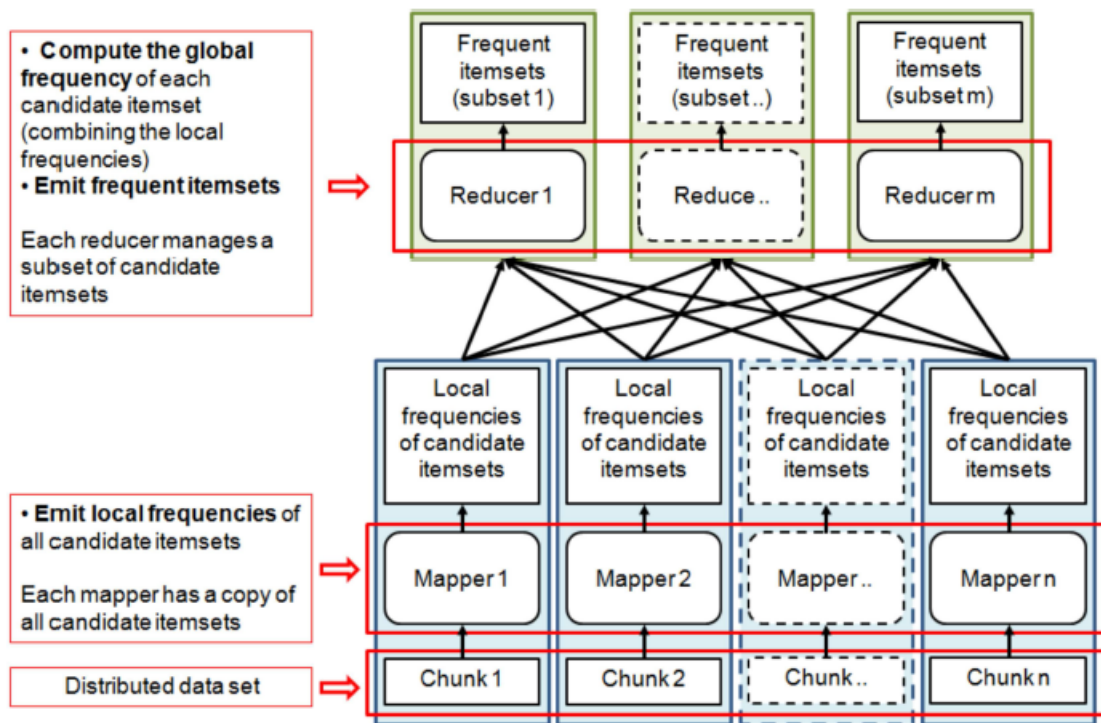 • Compute the global
frequency of each
candidate itemset
(combining the local
frequencies)
• Emit frequent itemsets
Each reducer manages a
subset of candidate
itemsets
Frequent
itemsets
(subset 1)
Frequent
itemsets
(subset ..)
Frequent
itemsets
(subset m)
Reducer 1
Reduce ..
Reducer m
Local
frequencies
of candidate
itemsets
Local
frequencies
of candidate
itemsets
Local
frequencies
of candidate
itemsets
Local
frequencies
of candidate
itemsets
• Emit local frequencies of
all candidate itemsets
Each mapper has a copy of
all candidate itemsets
Mapper 1
Mapper 2
Mapper ..
Mapper n
Distributed data set
Chunk 1
Chunk 2
Chunk ..
Chunk n